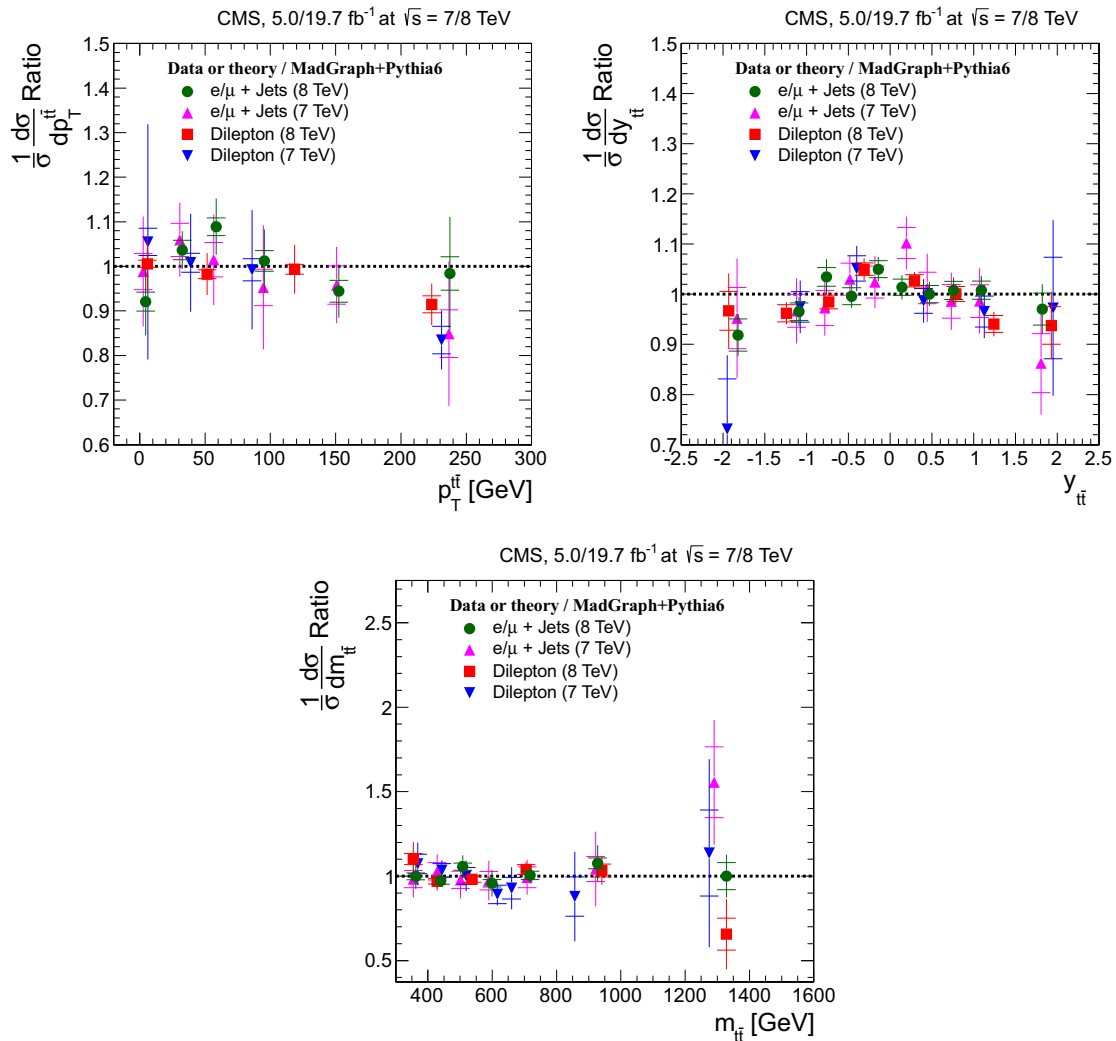 CMS, 5.0/19.7 fb⁻¹ at √s = 7/8 TeV
Data or theory / MadGraph+Pythia6
e/μ + Jets (8 TeV)
e/μ + Jets (7 TeV)
Dilepton (8 TeV)
Dilepton (7 TeV)
1/σ dσ/dp_T^{tt̄} Ratio
1.5
1.4
1.3
1.2
1.1
1
0.9
0.8
0.7
0.6
0 50 100 150 200 250 300
p_T^{tt̄} [GeV]
CMS, 5.0/19.7 fb⁻¹ at √s = 7/8 TeV
Data or theory / MadGraph+Pythia6
e/μ + Jets (8 TeV)
e/μ + Jets (7 TeV)
Dilepton (8 TeV)
Dilepton (7 TeV)
1/σ dσ/dy_{tt̄} Ratio
1.5
1.4
1.3
1.2
1.1
1
0.9
0.8
0.7
-2.5 -2 -1.5 -1 -0.5 0 0.5 1 1.5 2 2.5
y_{tt̄}
CMS, 5.0/19.7 fb⁻¹ at √s = 7/8 TeV
Data or theory / MadGraph+Pythia6
e/μ + Jets (8 TeV)
e/μ + Jets (7 TeV)
Dilepton (8 TeV)
Dilepton (7 TeV)
1/σ dσ/dm_{tt̄} Ratio
2.5
2
1.5
1
0.5
400 600 800 1000 1200 1400 1600
m_{tt̄} [GeV]